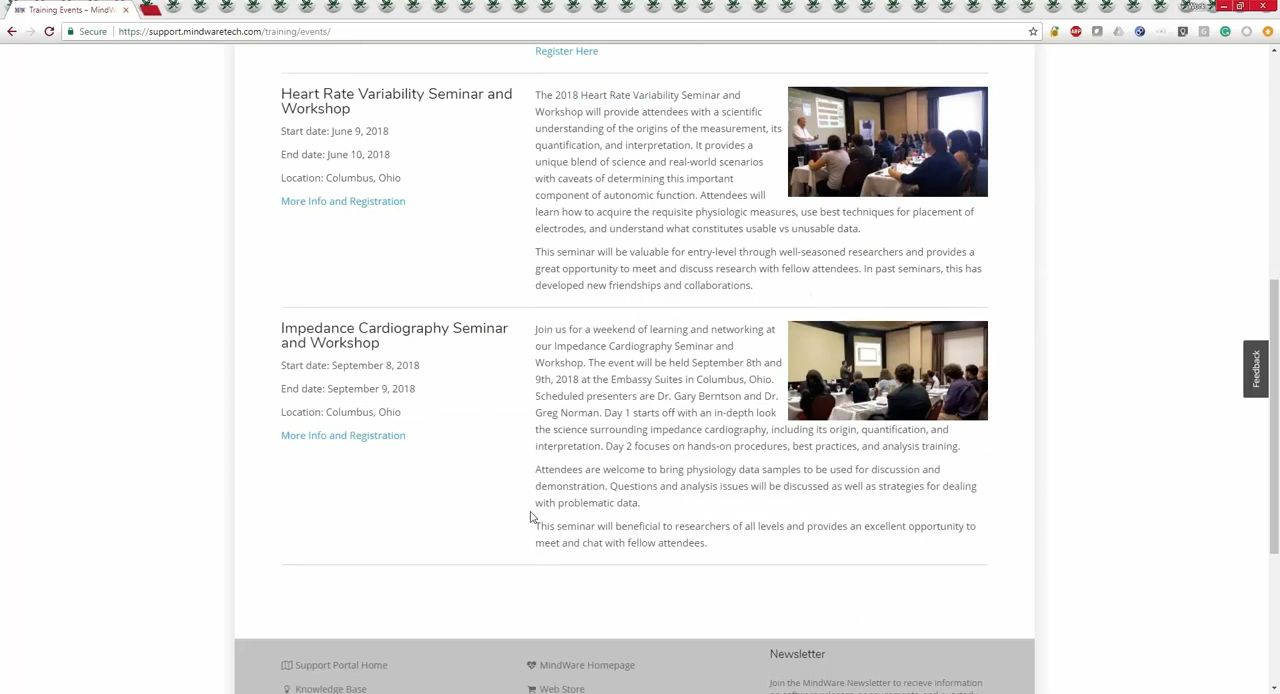 Training Events – MindW
Secure
https://support.mindwaretech.com/training/events/
Register Here
Heart Rate Variability Seminar and
Workshop
Start date: June 9, 2018
End date: June 10, 2018
Location: Columbus, Ohio
More Info and Registration
The 2018 Heart Rate Variability Seminar and
Workshop will provide attendees with a scientific
understanding of the origins of the measurement, its
quantification, and interpretation. It provides a
unique blend of science and real-world scenarios
with caveats of determining this important
component of autonomic function. Attendees will
learn how to acquire the requisite physiologic measures, use best techniques for placement of
electrodes, and understand what constitutes usable vs unusable data.
This seminar will be valuable for entry-level through well-seasoned researchers and provides a
great opportunity to meet and discuss research with fellow attendees. In past seminars, this has
developed new friendships and collaborations.
Impedance Cardiography Seminar
and Workshop
Start date: September 8, 2018
End date: September 9, 2018
Location: Columbus, Ohio
More Info and Registration
Join us for a weekend of learning and networking at
our Impedance Cardiography Seminar and
Workshop. The event will be held September 8th and
9th, 2018 at the Embassy Suites in Columbus, Ohio.
Scheduled presenters are Dr. Gary Berntson and Dr.
Greg Norman. Day 1 starts off with an in-depth look
the science surrounding impedance cardiography, including its origin, quantification, and
interpretation. Day 2 focuses on hands-on procedures, best practices, and analysis training.
Attendees are welcome to bring physiology data samples to be used for discussion and
demonstration. Questions and analysis issues will be discussed as well as strategies for dealing
with problematic data.
This seminar will beneficial to researchers of all levels and provides an excellent opportunity to
meet and chat with fellow attendees.
Feedback
Support Portal Home
Knowledge Base
MindWare Homepage
Web Store
Newsletter
Join the MindWare Newsletter to recieve information